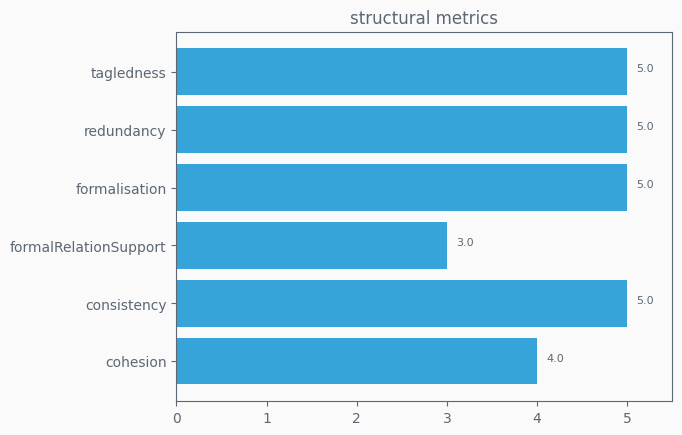 structural metrics
tagledness 5.0
redundancy 5.0
formalisation 5.0
formalRelationSupport 3.0
consistency 5.0
cohesion 4.0
0 1 2 3 4 5